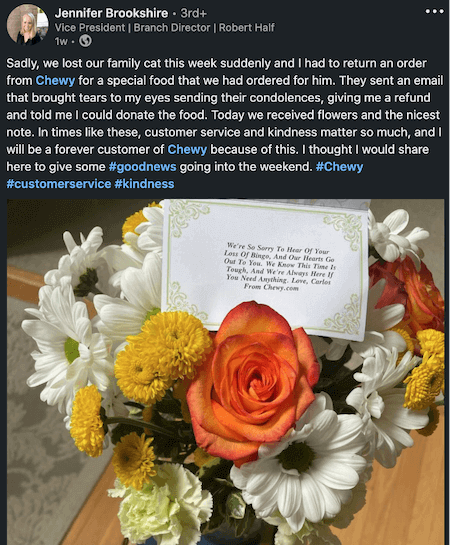 Jennifer Brookshire • 3rd+
Vice President | Branch Director | Robert Half
1w •
Sadly, we lost our family cat this week suddenly and I had to return an order
from Chewy for a special food that we had ordered for him. They sent an email
that brought tears to my eyes sending their condolences, giving me a refund
and told me I could donate the food. Today we received flowers and the nicest
note. In times like these, customer service and kindness matter so much, and I
will be a forever customer of Chewy because of this. I thought I would share
here to give some #goodnews going into the weekend. #Chewy
#customerservice #kindness
We're So Sorry To Hear Of Your
Loss Of Bingo, And Our Hearts Go
Out To You. We Know This Time Is
Tough, And We're Always Here If
You Need Anything. Love, Carlos
From Chewy.com